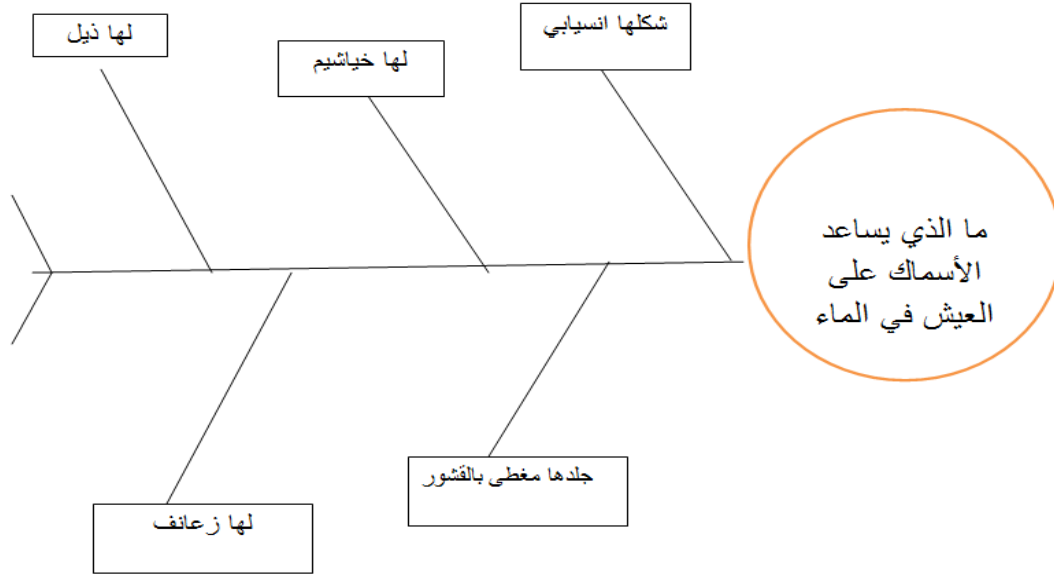 شكلها انسيابي
لها خياشيم
لها ذيل
ما الذي يساعد
الأسماك على
العيش في الماء
جلدها مغطى بالقشور
لها زعانف